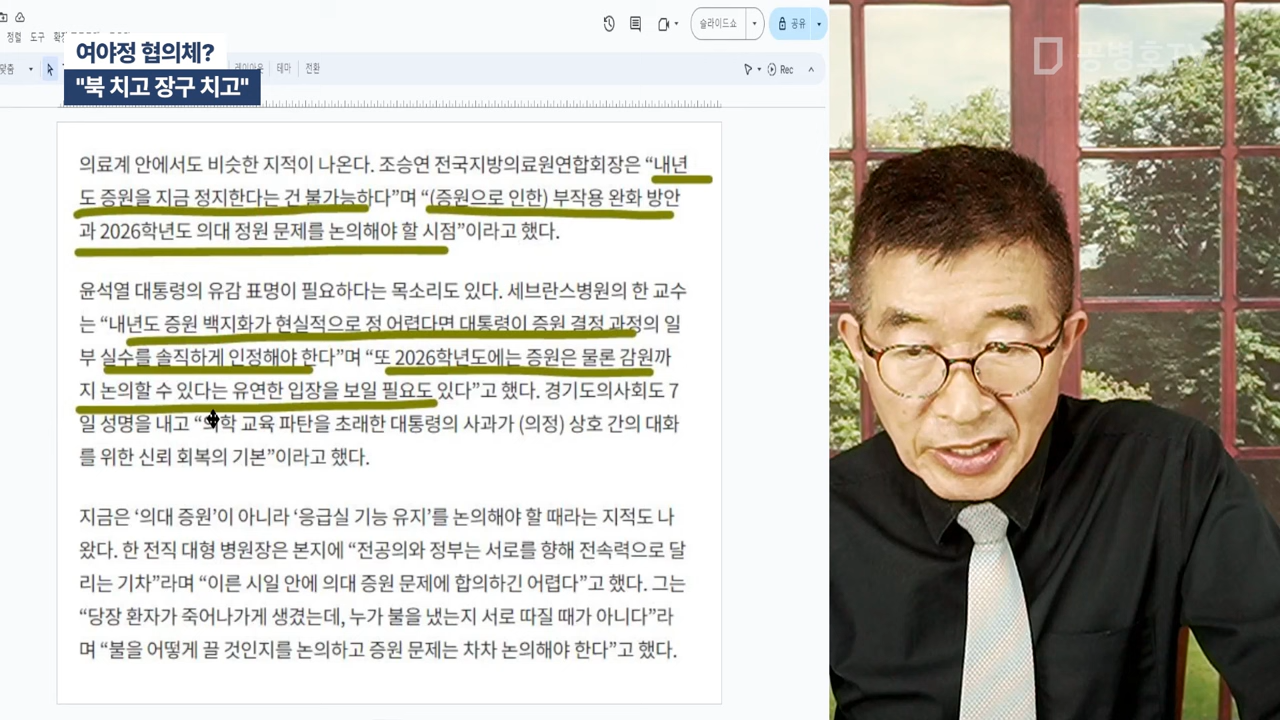 정렬 도구
슬라이드쇼
공유
여야정 협의체?
"북 치고 장구 치고"
맞춤
레이아웃
테마
전환
Rec
공병호TV
의료계 안에서도 비슷한 지적이 나온다. 조승연 전국지방의료원연합회장은 “내년
도 증원을 지금 정지한다는 건 불가능하다”며 “(증원으로 인한) 부작용 완화 방안
과 2026학년도 의대 정원 문제를 논의해야 할 시점”이라고 했다.
윤석열 대통령의 유감 표명이 필요하다는 목소리도 있다. 세브란스병원의 한 교수
는 “내년도 증원 백지화가 현실적으로 정 어렵다면 대통령이 증원 결정 과정의 일
부 실수를 솔직하게 인정해야 한다”며 “또 2026학년도에는 증원은 물론 감원까
지 논의할 수 있다는 유연한 입장을 보일 필요도 있다”고 했다. 경기도의사회도 7
일 성명을 내고 “의학 교육 파탄을 초래한 대통령의 사과가 (의정) 상호 간의 대화
를 위한 신뢰 회복의 기본”이라고 했다.
지금은 ‘의대 증원’이 아니라 ‘응급실 기능 유지’를 논의해야 할 때라는 지적도 나
왔다. 한 전직 대형 병원장은 본지에 “전공의와 정부는 서로를 향해 전속력으로 달
리는 기차”라며 “이른 시일 안에 의대 증원 문제에 합의하긴 어렵다”고 했다. 그는
“당장 환자가 죽어나가게 생겼는데, 누가 불을 냈는지 서로 따질 때가 아니다”라
며 “불을 어떻게 끌 것인지를 논의하고 증원 문제는 차차 논의해야 한다”고 했다.